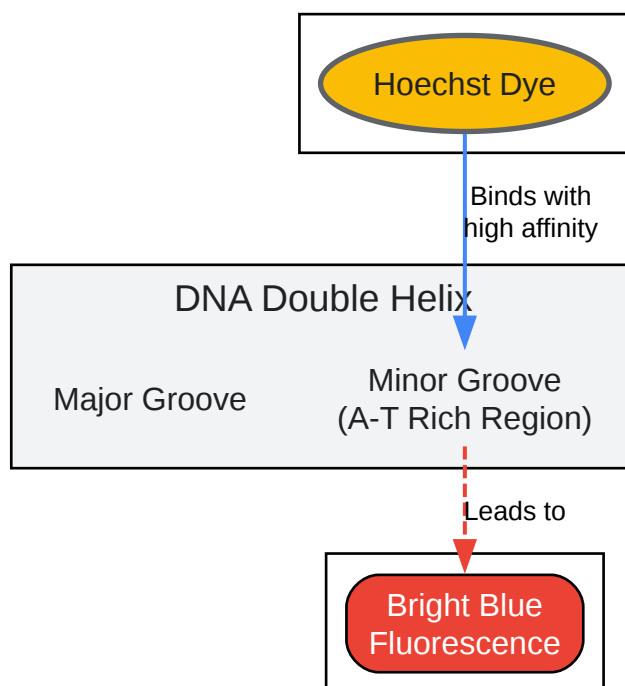 Hoechst Dye
Binds with
high affinity
DNA Double Helix
Major Groove
Minor Groove
(A-T Rich Region)
Leads to
Bright Blue
Fluorescence